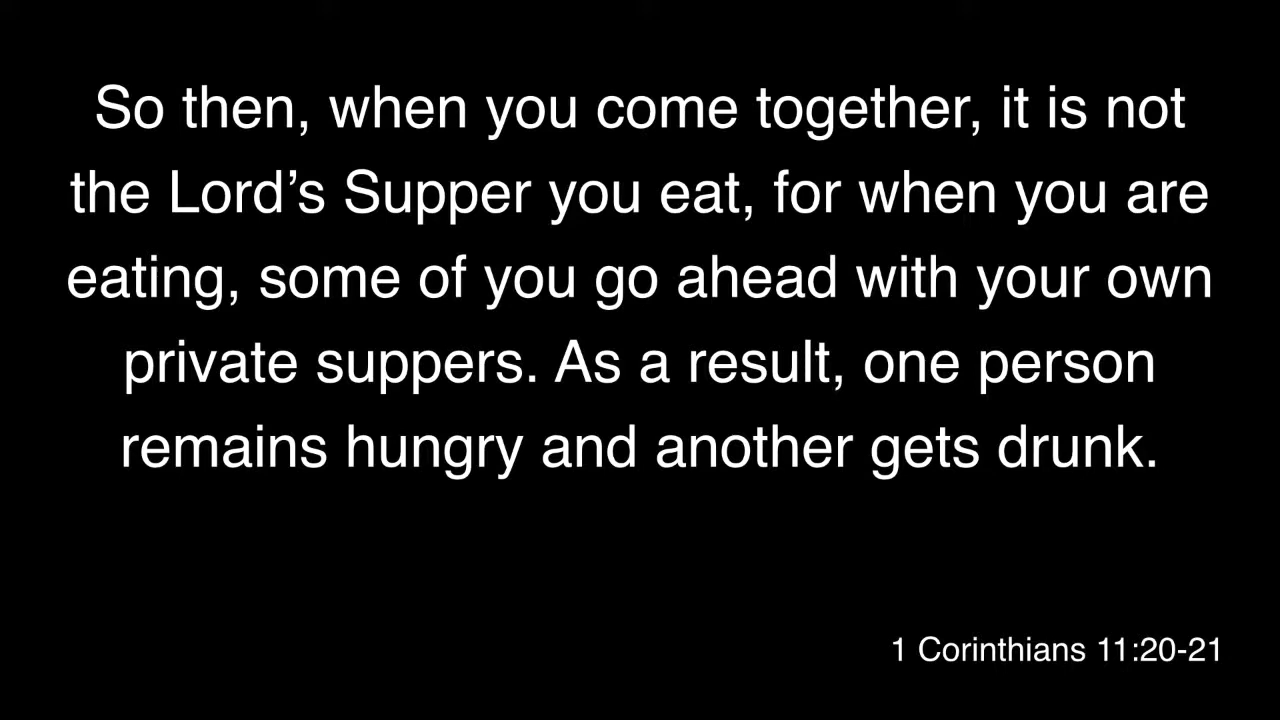 So then, when you come together, it is not
the Lord’s Supper you eat, for when you are
eating, some of you go ahead with your own
private suppers. As a result, one person
remains hungry and another gets drunk.
1 Corinthians 11:20-21